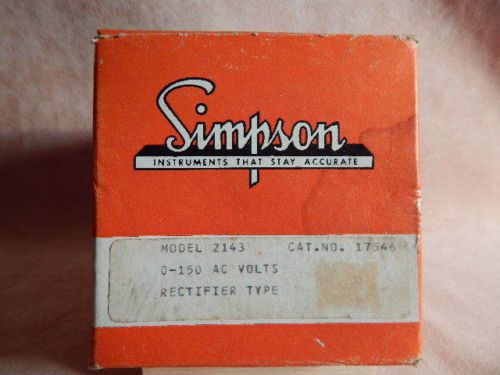 Simpson
INSTRUMENTS THAT STAY ACCURATE
MODEL 2143 CAT.NO. 17546
0-150 AC VOLTS
RECTIFIER TYPE